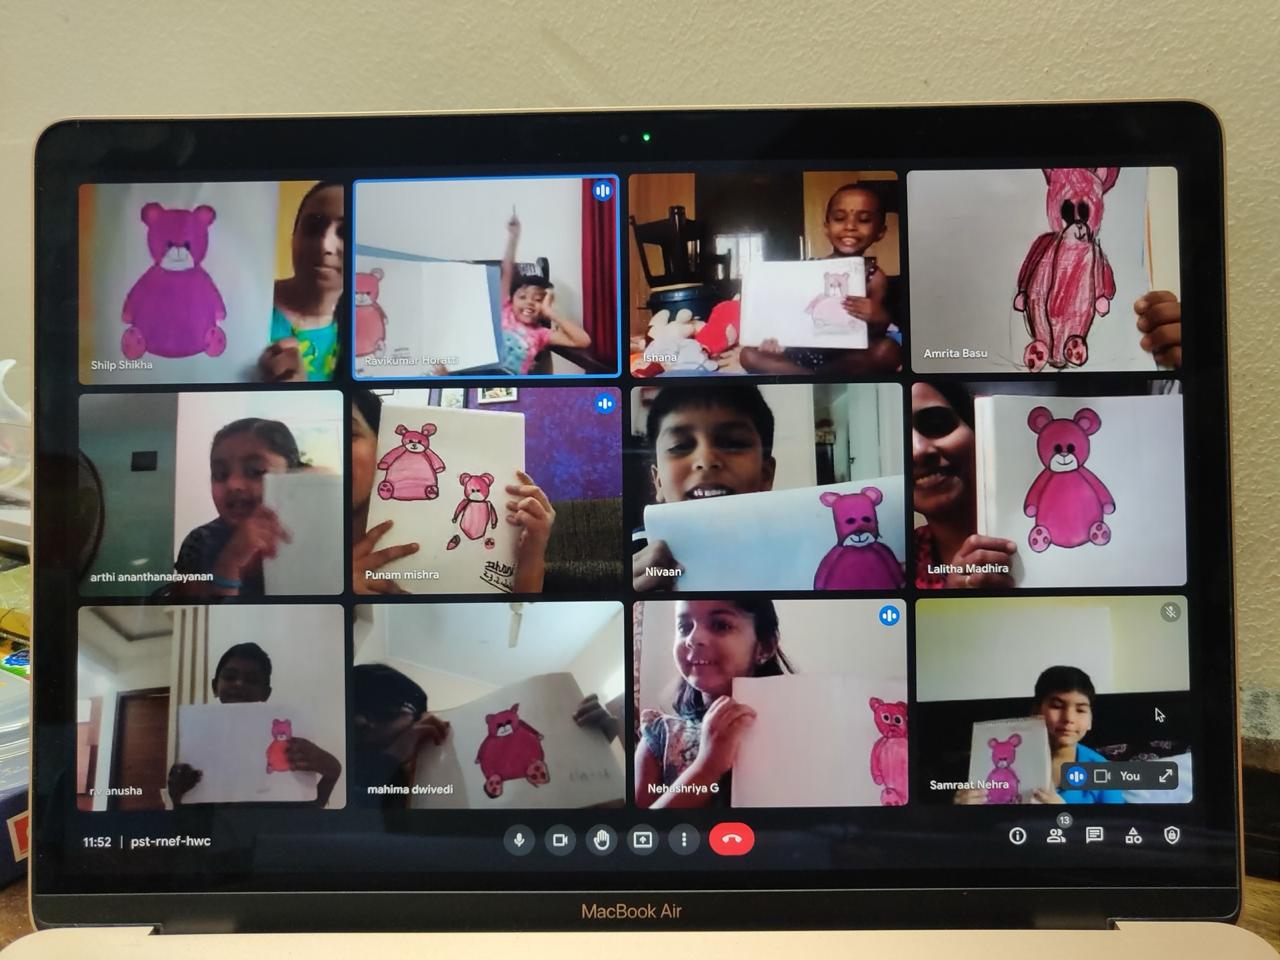 Shilp Shikha
Ravikumar Horatti
Ishana
Amrita Basu
arthi ananthanarayanan
Punam mishra
Nivaan
Lalitha Madhira
anusha
mahima dwivedi
Nehashriya G
Samraat Nehra
You
11:52 | pst-rnef-hwc
13
MacBook Air